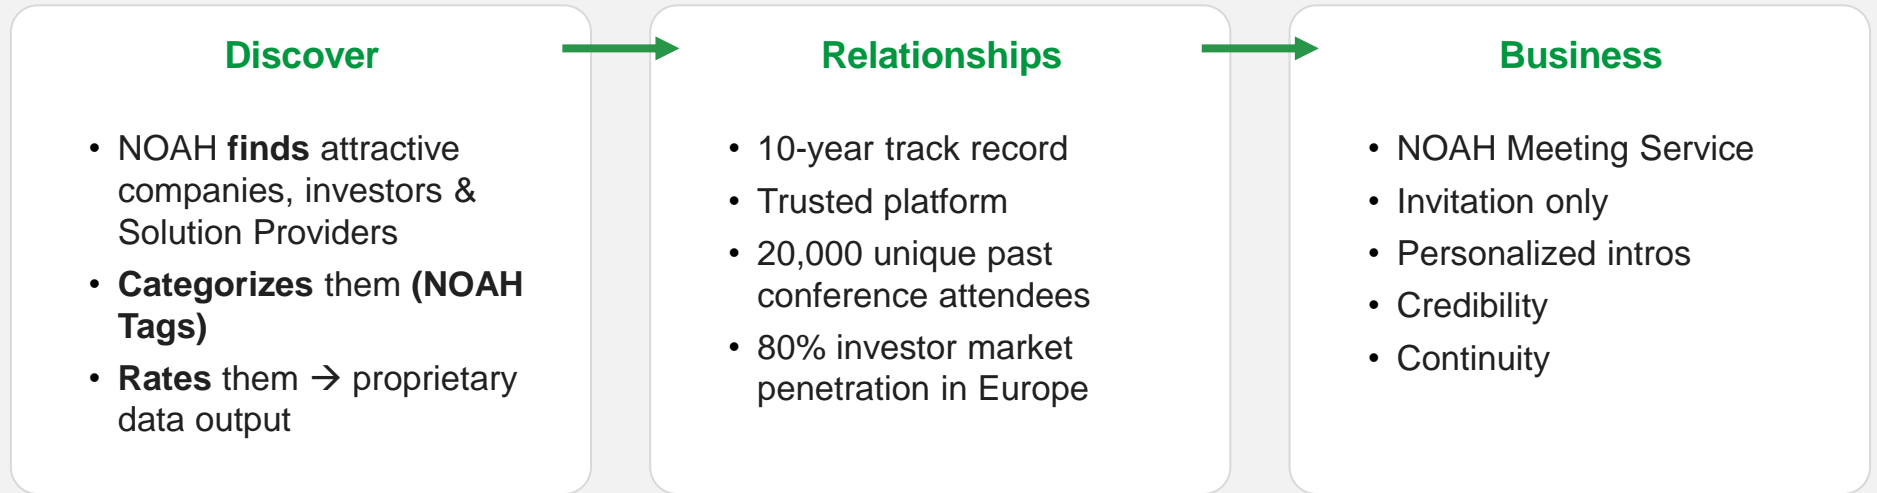 Discover
• NOAH finds attractive
companies, investors &
Solution Providers
• Categorizes them (NOAH
Tags)
• Rates them → proprietary
data output
Relationships
• 10-year track record
• Trusted platform
• 20,000 unique past
conference attendees
• 80% investor market
penetration in Europe
Business
• NOAH Meeting Service
• Invitation only
• Personalized intros
• Credibility
• Continuity